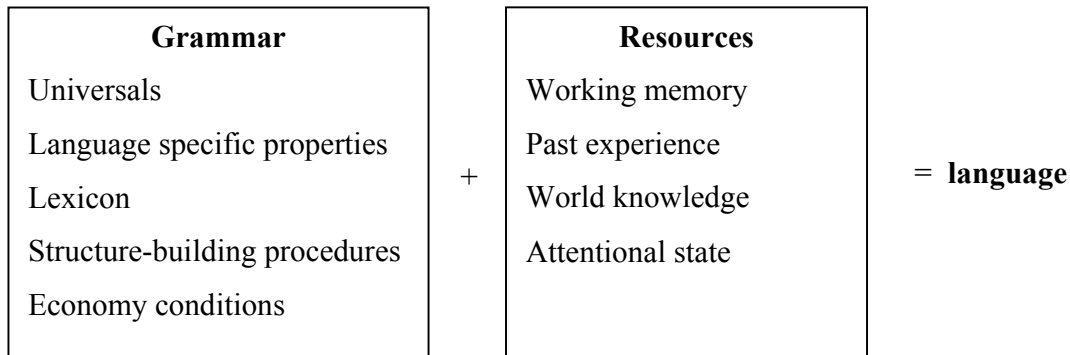 Grammar
Universals
Language specific properties
Lexicon
Structure-building procedures
Economy conditions
+
Resources
Working memory
Past experience
World knowledge
Attentional state
= language